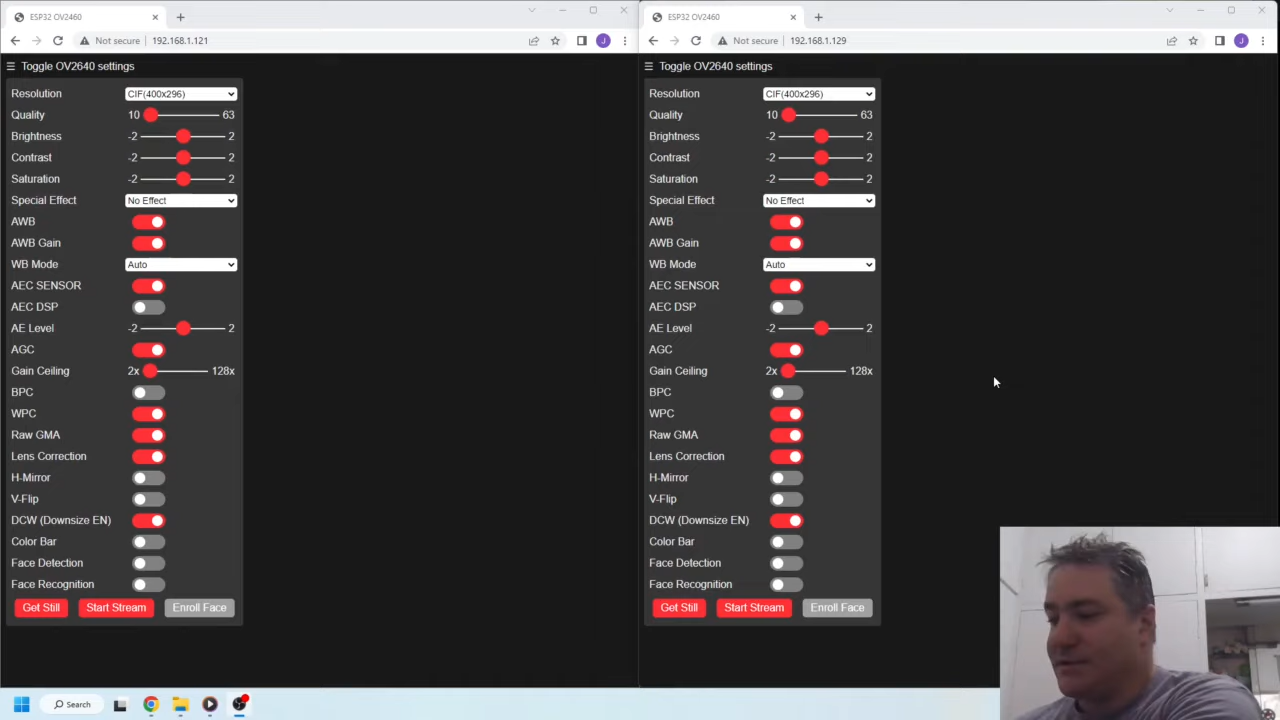 ESP32 OV2460
Not secure 192.168.1.121
Toggle OV2640 settings
Resolution CIF(400x296)
Quality 10 63
Brightness -2 2
Contrast -2 2
Saturation -2 2
Special Effect No Effect
AWB
AWB Gain
WB Mode Auto
AEC SENSOR
AEC DSP
AE Level -2 2
AGC
Gain Ceiling 2x 128x
BPC
WPC
Raw GMA
Lens Correction
H-Mirror
V-Flip
DCW (Downsize EN)
Color Bar
Face Detection
Face Recognition
Get Still Start Stream Enroll Face
ESP32 OV2460
J
Not secure 192.168.1.129
J
Toggle OV2640 settings
Resolution CIF(400x296)
Quality 10 63
Brightness -2 2
Contrast -2 2
Saturation -2 2
Special Effect No Effect
AWB
AWB Gain
WB Mode Auto
AEC SENSOR
AEC DSP
AE Level -2 2
AGC
Gain Ceiling 2x 128x
BPC
WPC
Raw GMA
Lens Correction
H-Mirror
V-Flip
DCW (Downsize EN)
Color Bar
Face Detection
Face Recognition
Get Still Start Stream Enroll Face
Search